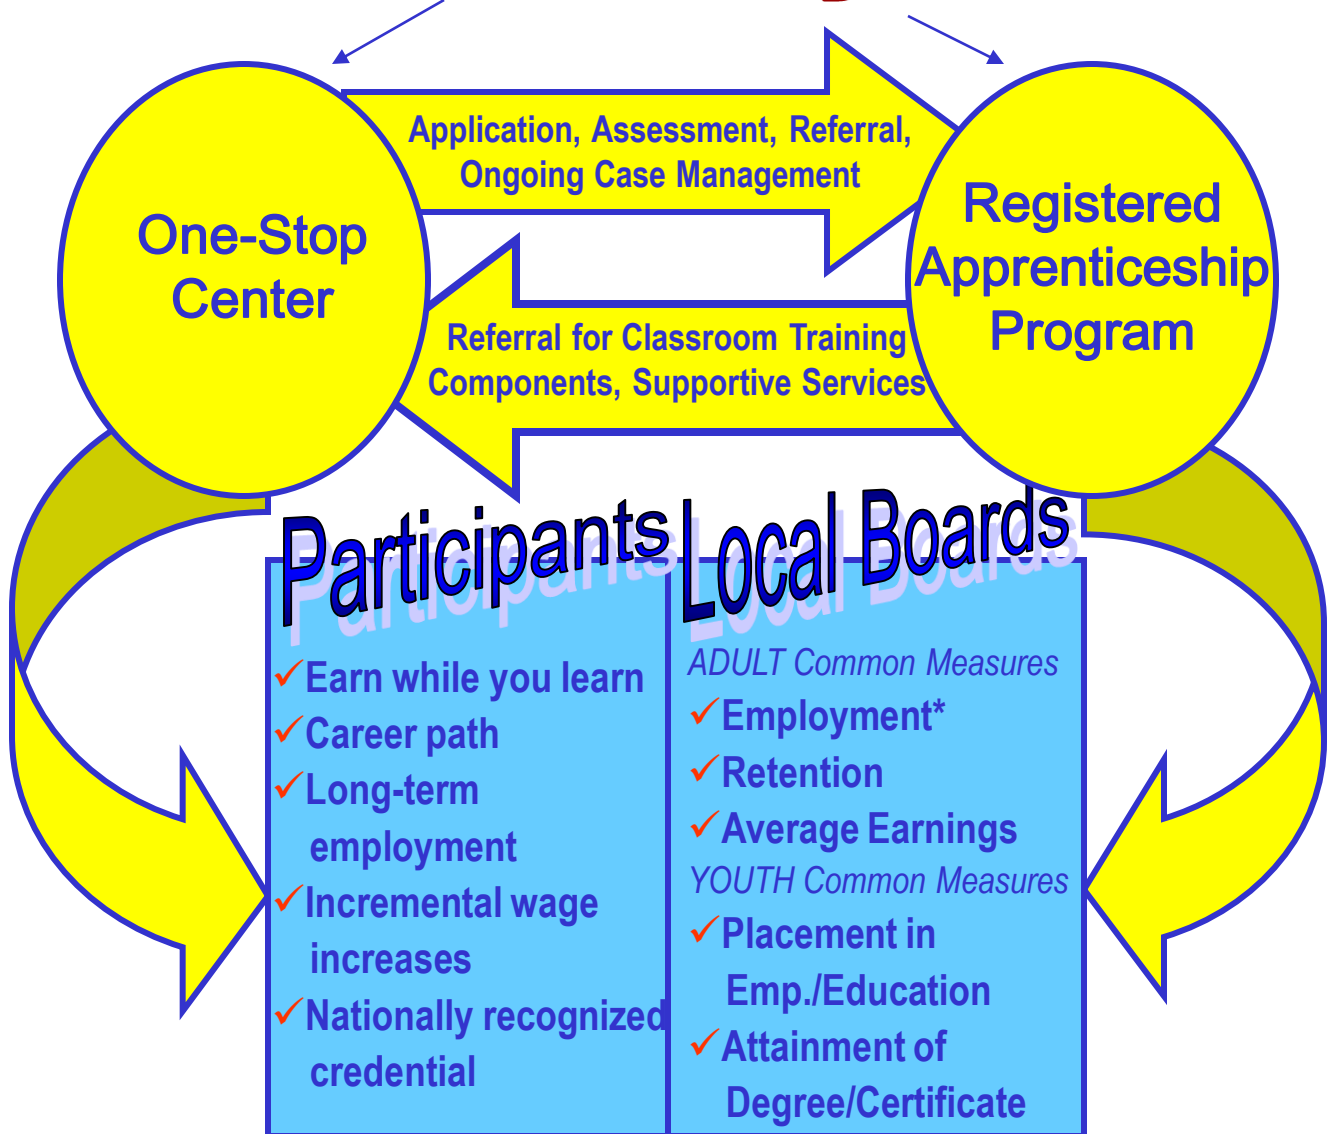 One-Stop
Center
Application, Assessment, Referral,
Ongoing Case Management
Registered
Apprenticeship
Program
Referral for Classroom Training
Components, Supportive Services
Participants
✓Earn while you learn
✓Career path
✓Long-term
employment
✓Incremental wage
increases
✓Nationally recognized
credential
Local Boards
ADULT Common Measures
✓Employment*
✓Retention
✓Average Earnings
YOUTH Common Measures
✓Placement in
Emp./Education
✓Attainment of
Degree/Certificate